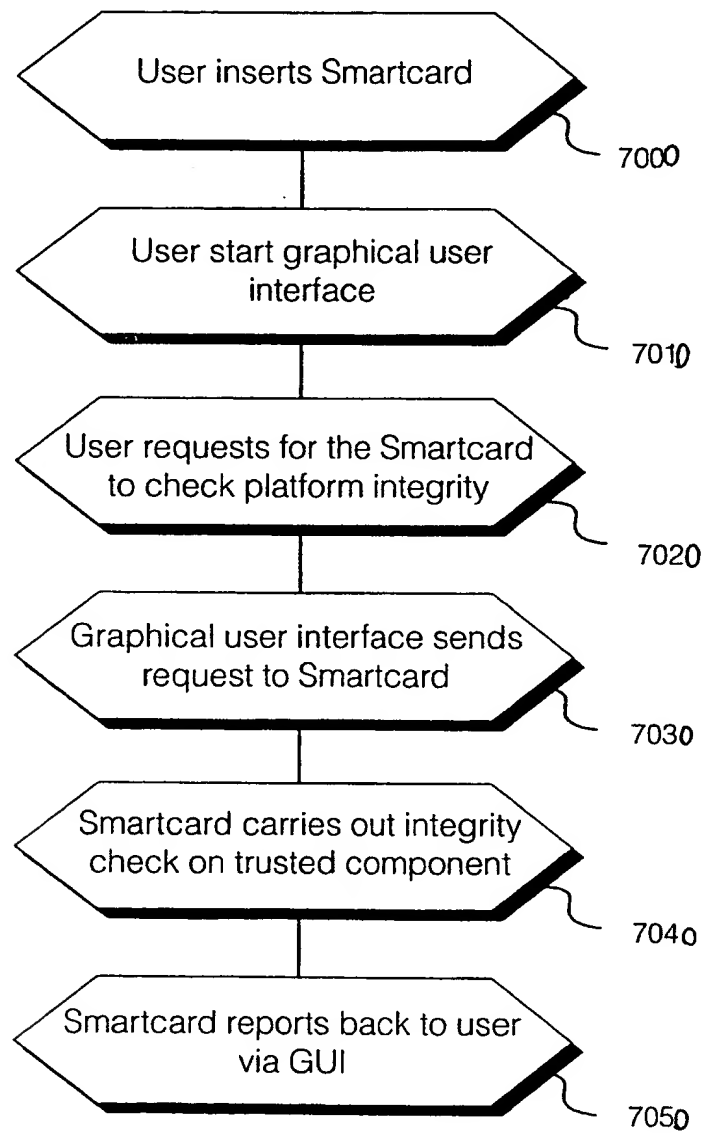 User inserts Smartcard
7000
User start graphical user
interface
7010
User requests for the Smartcard
to check platform integrity
7020
Graphical user interface sends
request to Smartcard
7030
Smartcard carries out integrity
check on trusted component
7040
Smartcard reports back to user
via GUI
7050